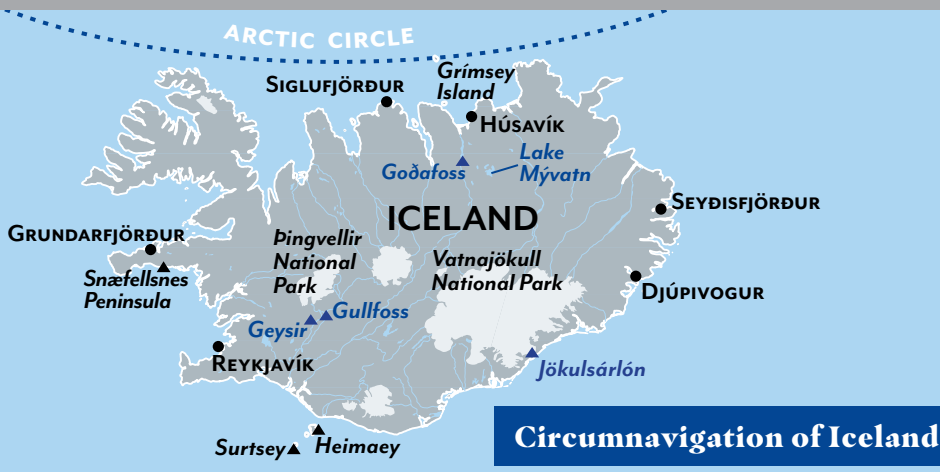 ARCTIC CIRCLE
Siglufjörður
Grímsey
Island
Húsavík
Goðafoss
Lake
Mývatn
Seyðisfjörður
ICELAND
Grundarfjörður
Snæfellsnes
Peninsula
Þingvellir
National
Park
Vatnajökull
National Park
Djúpivogur
Gullfoss
Geysir
Reykjavík
Jökulsárlón
Surtsey
Heimaey
Circumnavigation of Iceland